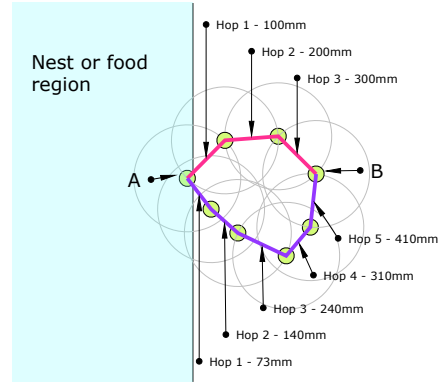 Hop 1 - 100mm
Hop 2 - 200mm
Nest or food
region
Hop 3 - 300mm
A
B
Hop 5 - 410mm
Hop 4 - 310mm
Hop 3 - 240mm
Hop 2 - 140mm
Hop 1 - 73mm